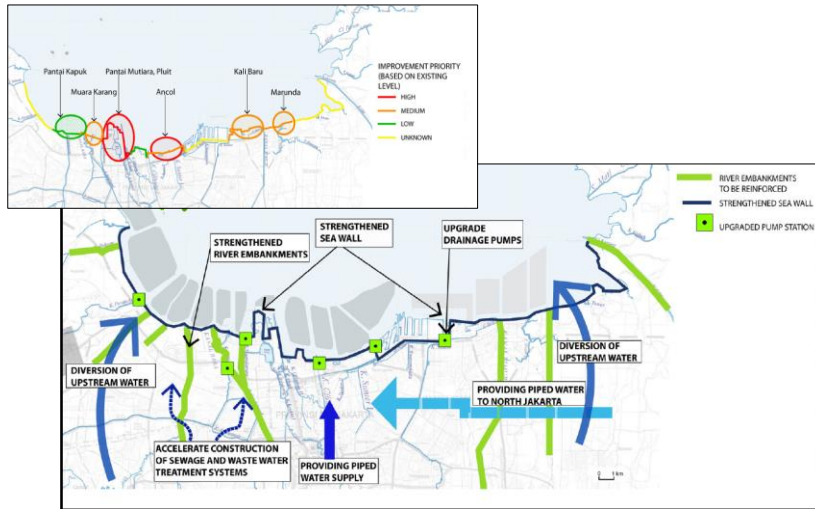 Pantai Kapuk
Muara Karang
Pantai Mutiara, Pluit
Ancol
Kali Baru
Marunda
IMPROVEMENT PRIORITY
(BASED ON EXISTING
LEVEL)
HIGH
MEDIUM
LOW
UNKNOWN
RIVER EMBANKMENTS
TO BE REINFORCED
STRENGTHENED SEA WALL
UPGRADED PUMP STATION
STRENGTHENED
RIVER EMBANKMENTS
STRENGTHENED
SEA WALL
UPGRADE
DRAINAGE PUMPS
DIVERSION OF
UPSTREAM WATER
DIVERSION OF
UPSTREAM WATER
PROVIDING PIPED WATER
TO NORTH JAKARTA
ACCELERATE CONSTRUCTION
OF SEWAGE AND WASTE WATER
TREATMENT SYSTEMS
PROVIDING PIPED
WATER SUPPLY
0 1 km